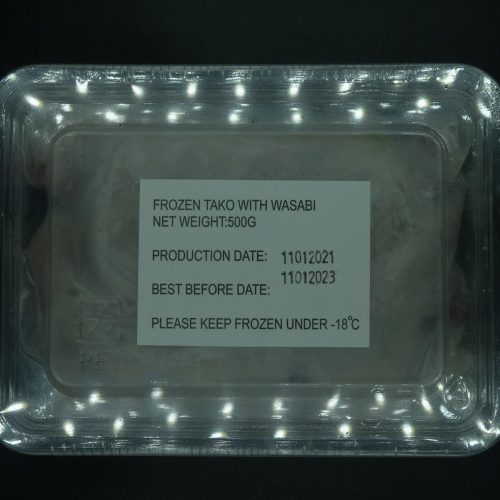 FROZEN TAKO WITH WASABI
NET WEIGHT:500G
PRODUCTION DATE: 11012021
BEST BEFORE DATE: 11012023
PLEASE KEEP FROZEN UNDER -18°C